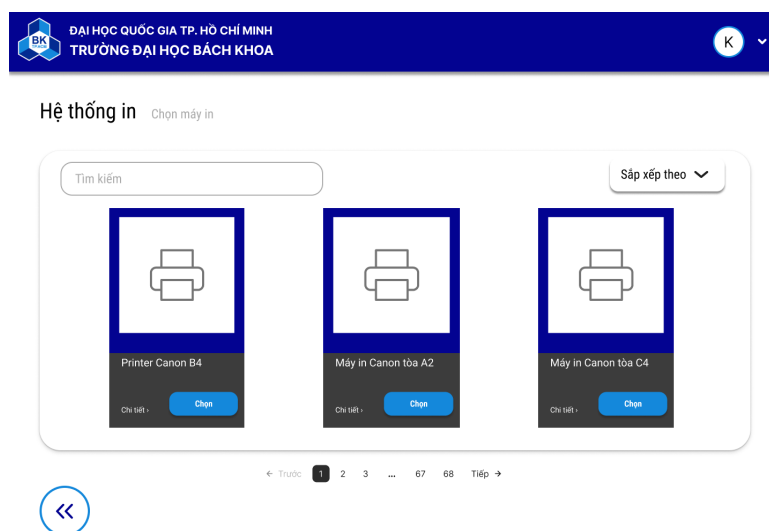 BK
TPHCM
ĐẠI HỌC QUỐC GIA TP. HỒ CHÍ MINH
TRƯỜNG ĐẠI HỌC BÁCH KHOA
K
Hệ thống in Chọn máy in
Tìm kiếm
Sắp xếp theo
Printer Canon B4
Chi tiết ›
Chọn
Máy in Canon tòa A2
Chi tiết ›
Chọn
Máy in Canon tòa C4
Chi tiết ›
Chọn
← Trước 1 2 3 ... 67 68 Tiếp →